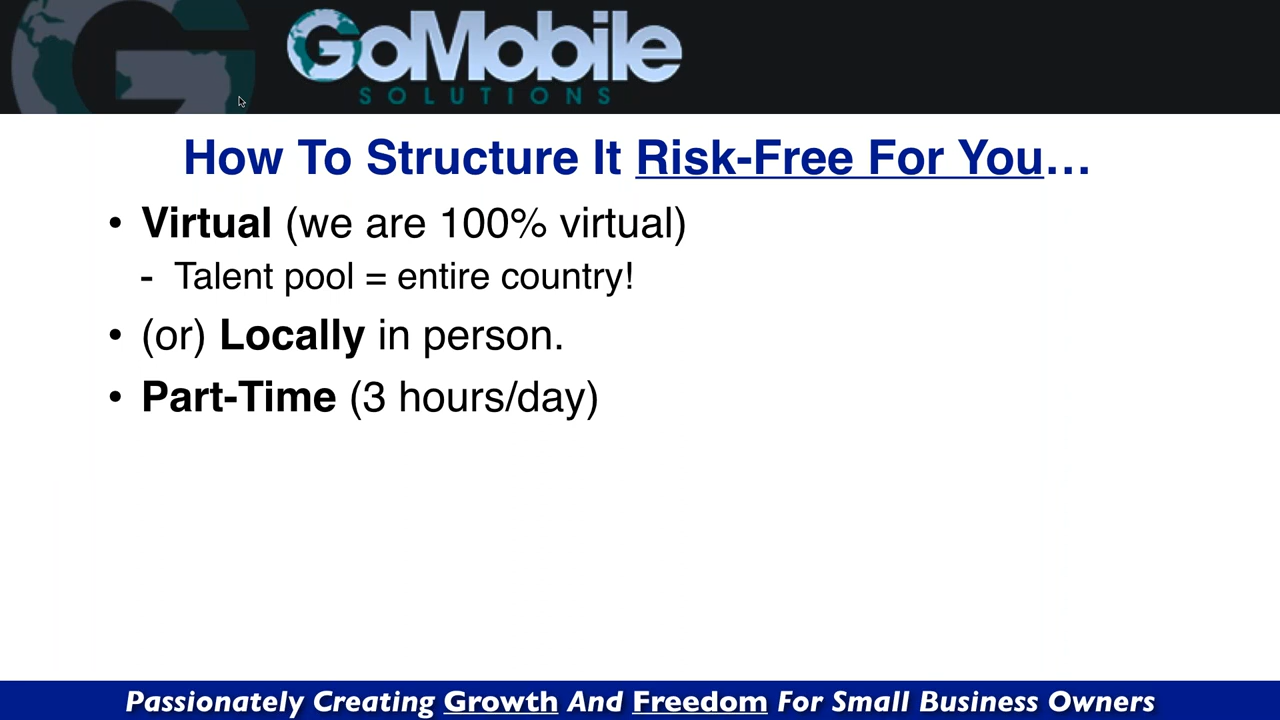 GoMobile
SOLUTIONS
How To Structure It Risk-Free For You…
• Virtual (we are 100% virtual)
- Talent pool = entire country!
• (or) Locally in person.
• Part-Time (3 hours/day)
Passionately Creating Growth And Freedom For Small Business Owners